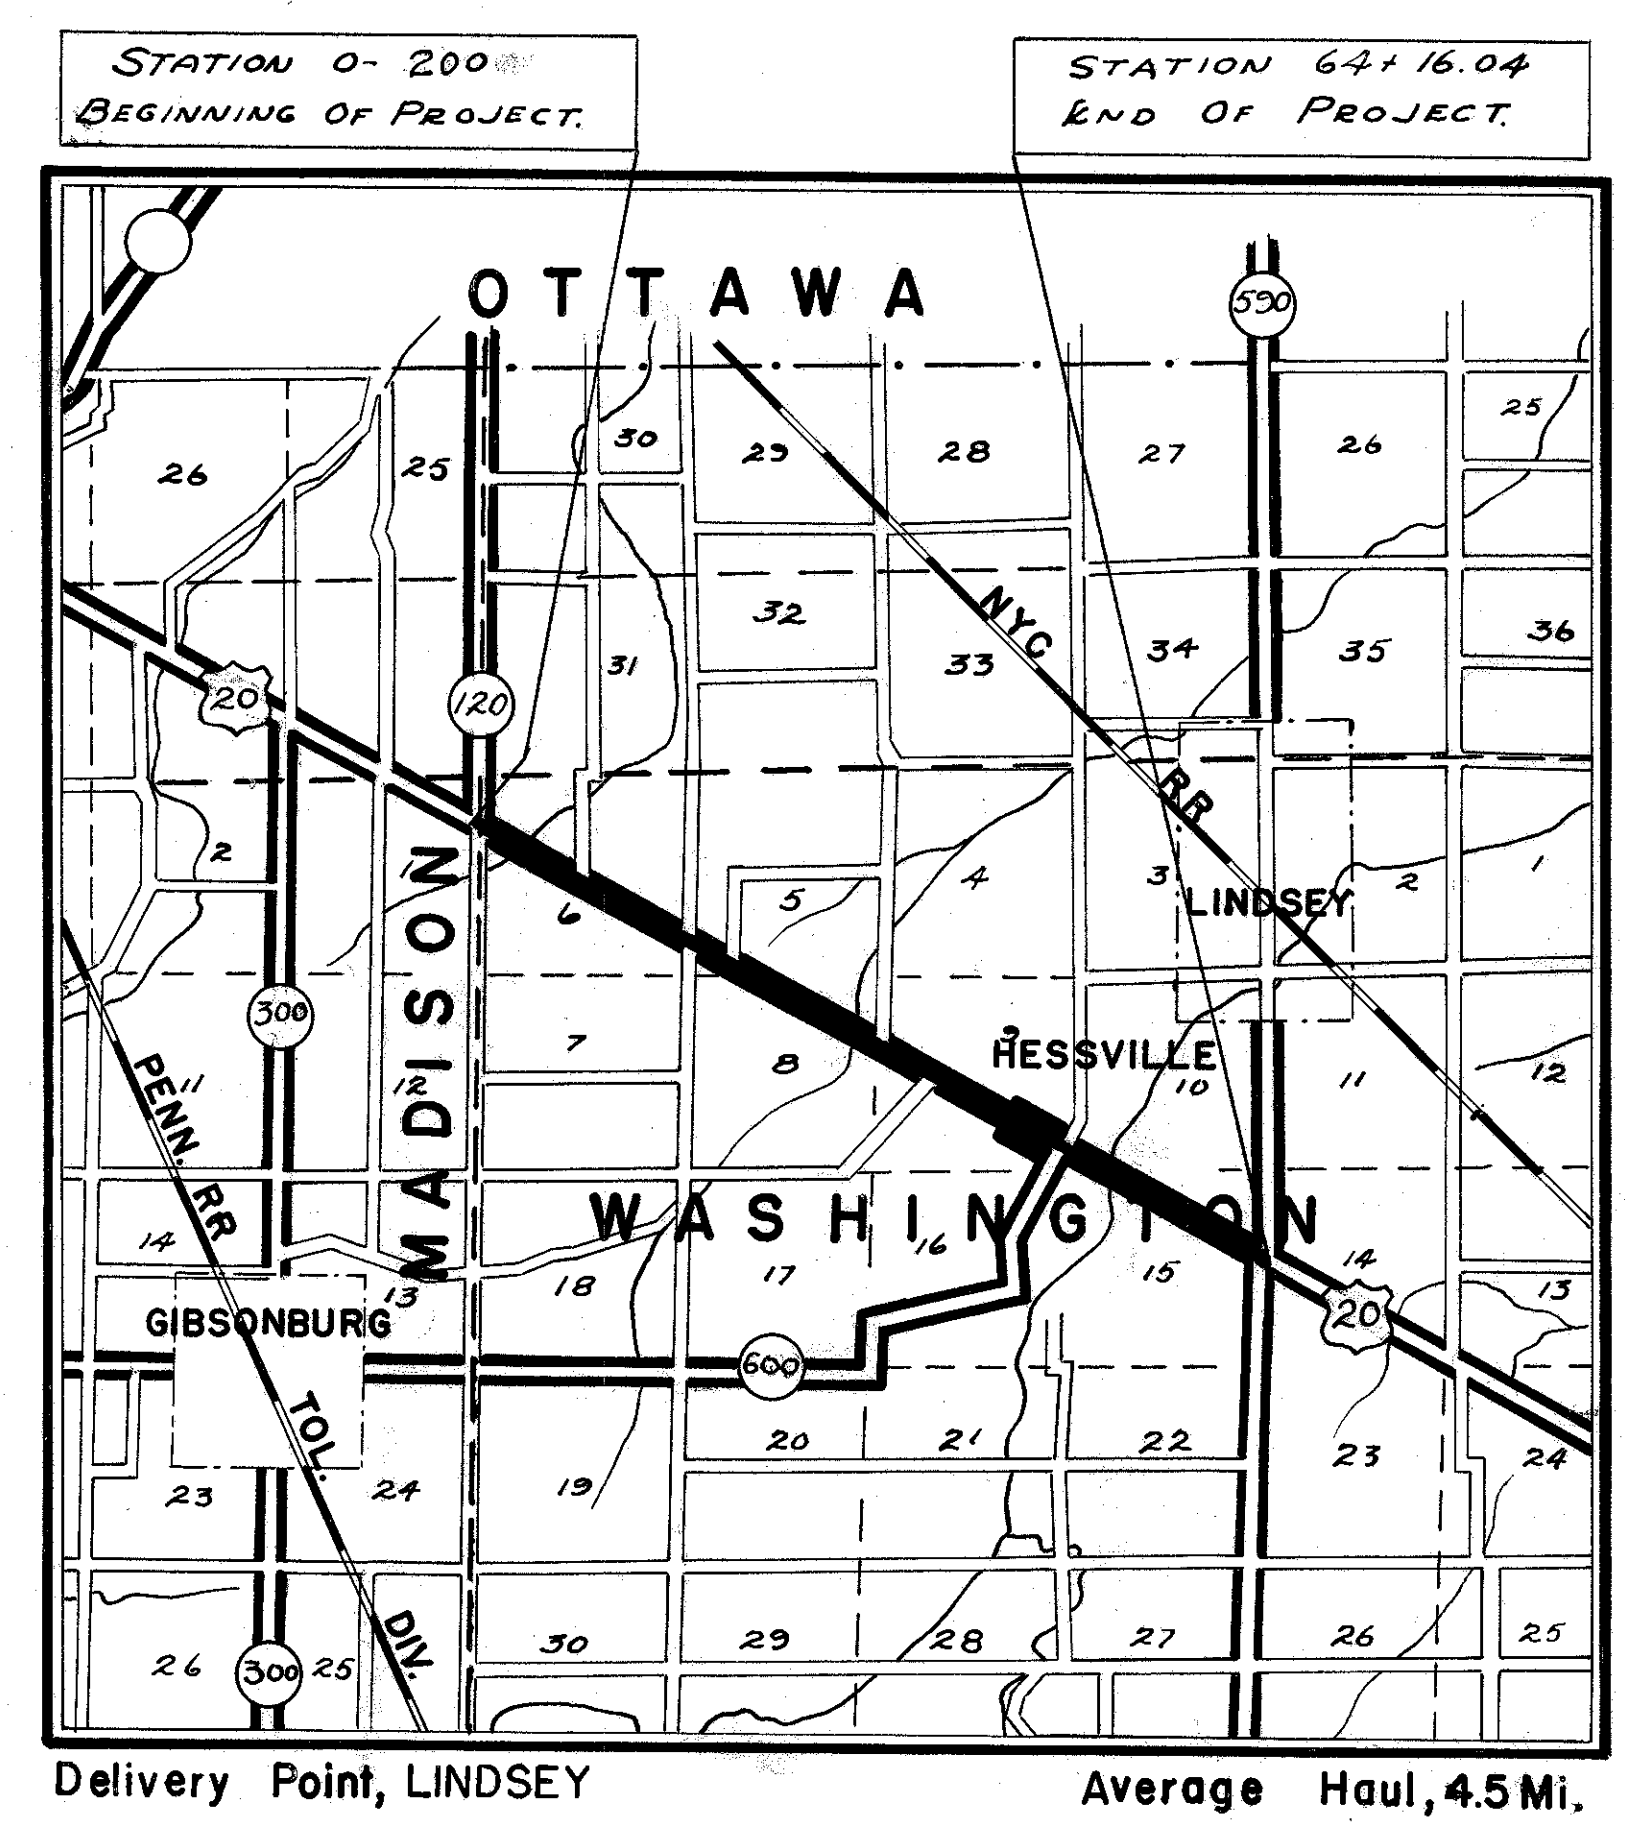 STATION 0- 200
BEGINNING OF PROJECT.
STATION 64+ 16.04
END OF PROJECT.
OTTAWA
590
25
26 25 30 29 28 27 26
NYC
RR
32
31 33 34 35 36
20
120
2 1 6 5 4 3 2 1
LINDSEY
MADISON
300
7 8
HESSVILLE
11 12 10 11 12
PENN. RR
TOL. DIV.
WASHINGTON
14 13 18 17 16 15 14 13
GIBSONBURG
20
600
23 24 19 20 21 22 23 24
26 300 25 30 29 28 27 26 25
Delivery Point, LINDSEY
Average Haul, 4.5 Mi.